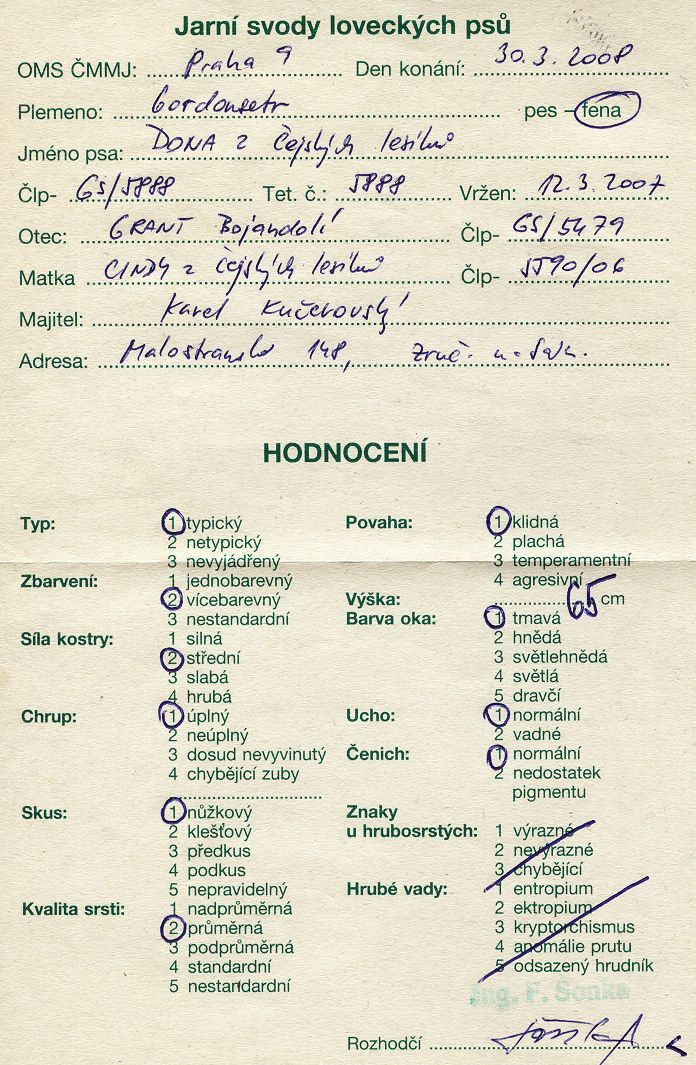 Jarní svody loveckých psů
OMS ČMMJ: Praha 9 Den konání: 30.3.2008
Plemeno: Gordonsetr pes – fena
Jméno psa: DONA z Čejských lesíků
Člp- GS/5888 Tet. č.: 5888 Vržen: 12.3.2007
Otec: GRANT Bojandolí Člp- GS/5479
Matka CINDY z Čejských lesíků Člp- 5590/06
Majitel: Karel Kučerovský
Adresa: Malostranská 148, Zruč. n. Sáz.
HODNOCENÍ
Typ: 1 typický
2 netypický
3 nevyjádřený
Zbarvení: 1 jednobarevný
2 vícebarevný
3 nestandardní
Síla kostry: 1 silná
2 střední
3 slabá
4 hrubá
Chrup: 1 úplný
2 neúplný
3 dosud nevyvinutý
4 chybějící zuby
Skus: 1 nůžkový
2 klešťový
3 předkus
4 podkus
5 nepravidelný
Kvalita srsti: 1 nadprůměrná
2 průměrná
3 podprůměrná
4 standardní
5 nestandardní
Povaha: 1 klidná
2 plachá
3 temperamentní
4 agresivní
Výška: 65 cm
Barva oka: 1 tmavá
2 hnědá
3 světlehnědá
4 světlá
5 dravčí
Ucho: 1 normální
2 vadné
Čenich: 1 normální
2 nedostatek
pigmentu
Znaky
u hrubosrstých: 1 výrazné
2 nevýrazné
3 chybějící
Hrubé vady: 1 entropium
2 ektropium
3 kryptorchismus
4 anomálie prutu
5 odsazený hrudník
Ing. F. Šonka
Rozhodčí